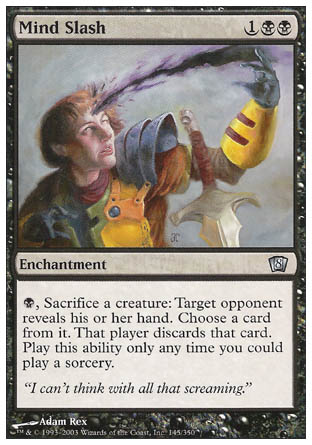 Mind Slash 1
Enchantment 8
, Sacrifice a creature: Target opponent
reveals his or her hand. Choose a card
from it. That player discards that card.
Play this ability only any time you could
play a sorcery.
“I can’t think with all that screaming.”
Adam Rex
™ & © 1993–2003 Wizards of the Coast, Inc. 145/350